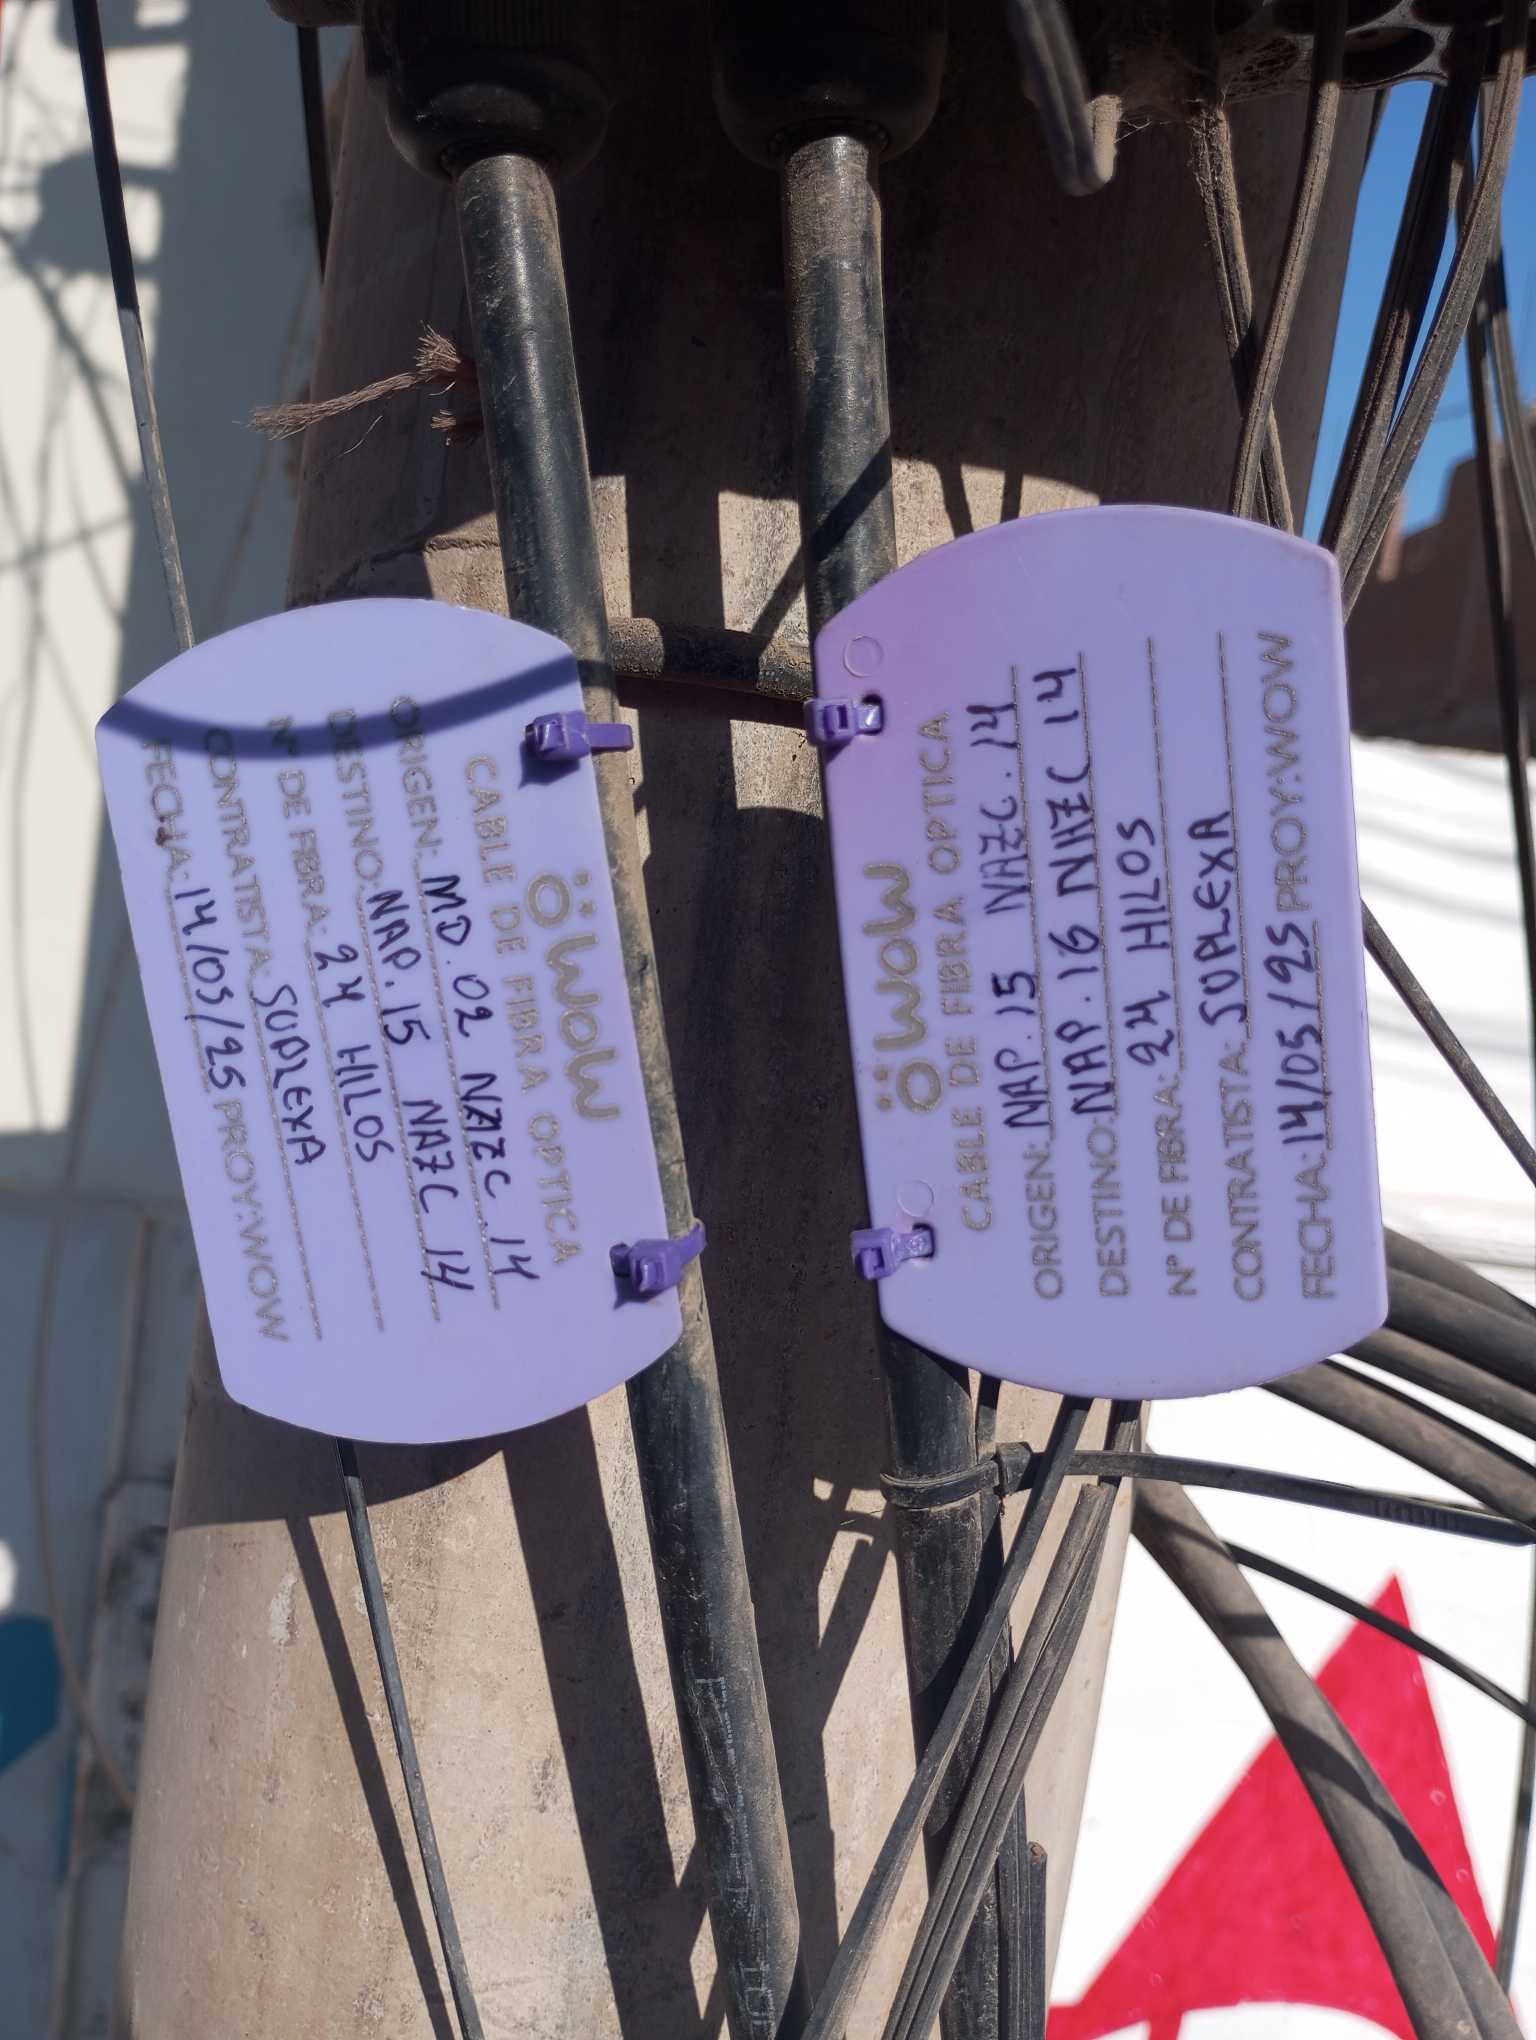 wow
CABLE DE FIBRA OPTICA
ORIGEN: MD.02 NAZC.14
DESTINO: NAP.15 NAZC 14
N° DE FIBRA: 24 HILOS
CONTRATISTA: SUPLEXA
FECHA: 14/05/25 PROY:WOW
wow
CABLE DE FIBRA OPTICA
ORIGEN: NAP.15 NAZC.14
DESTINO: NAP.16 NAZC 14
N° DE FIBRA: 24 HILOS
CONTRATISTA: SUPLEXA
FECHA: 14/05/25 PROY:WOW